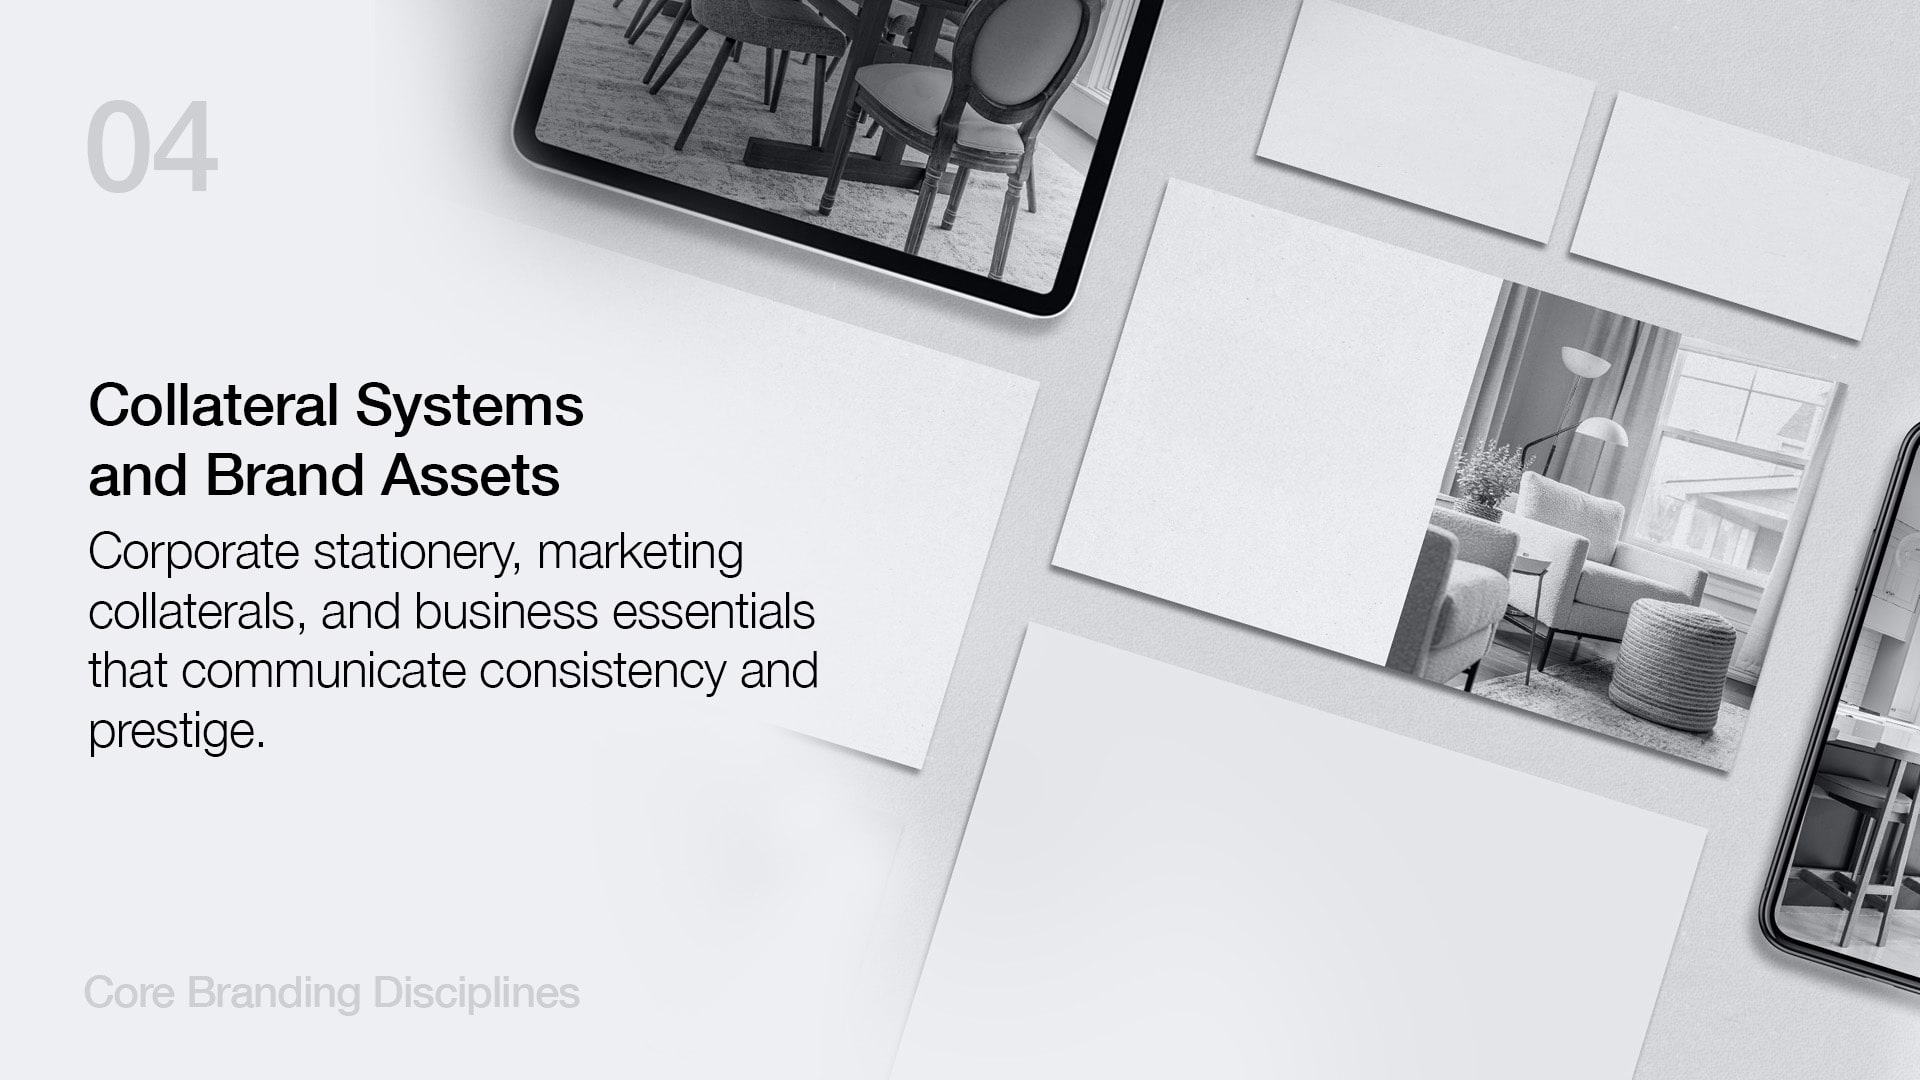 04
Collateral Systems
and Brand Assets
Corporate stationery, marketing
collaterals, and business essentials
that communicate consistency and
prestige.
Core Branding Disciplines